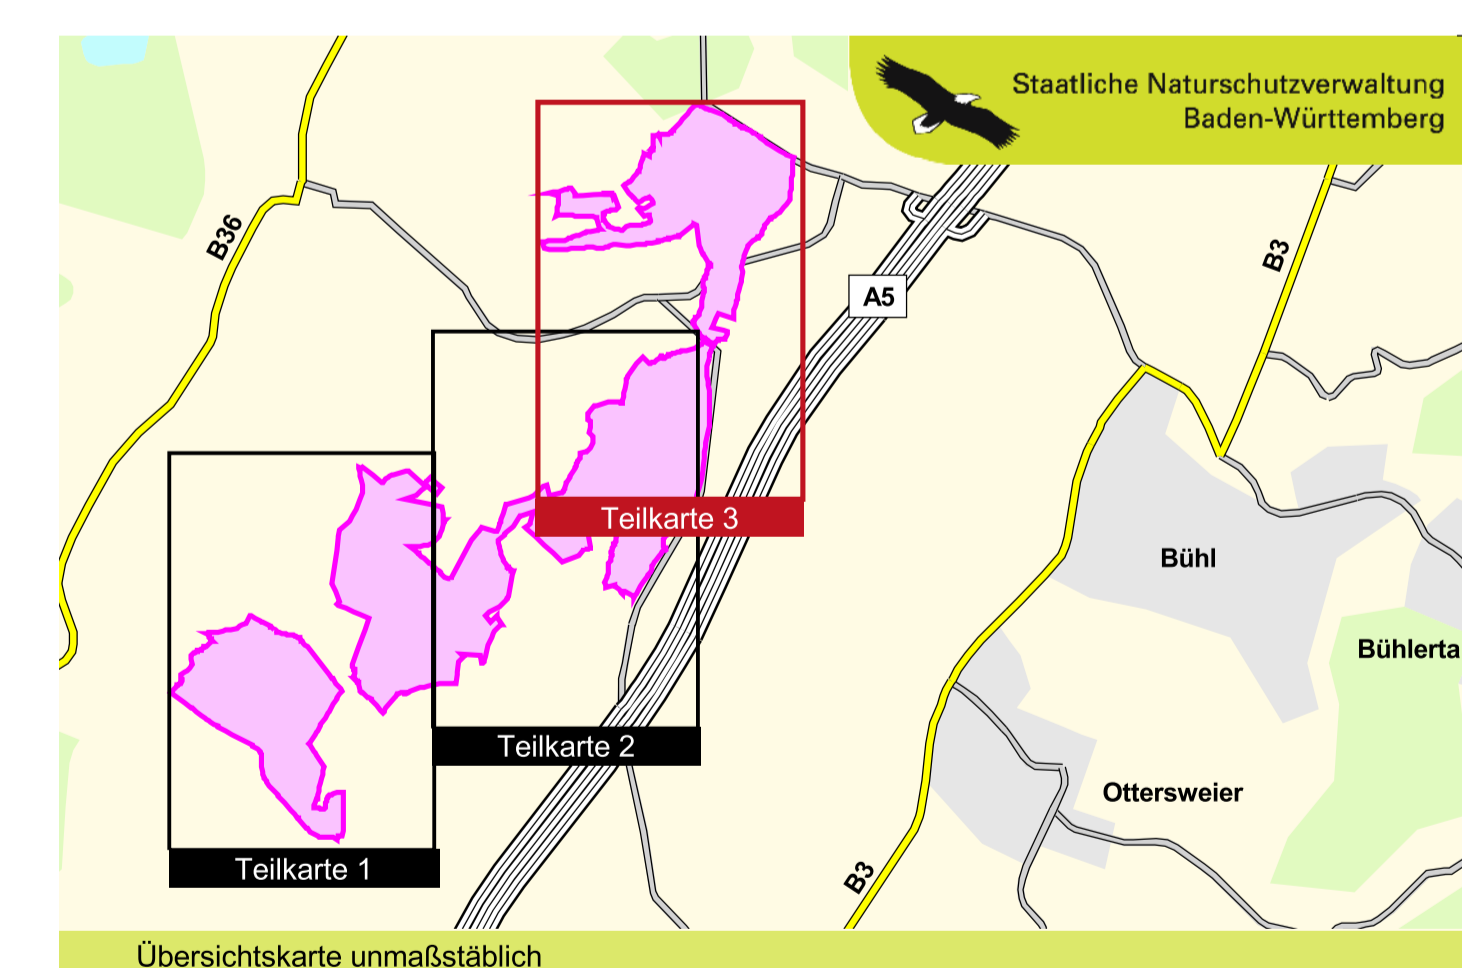 Staatliche Naturschutzverwaltung
Baden-Württemberg
B36
B3
A5
Teilkarte 3
Bühl
Bühlerta
Teilkarte 2
Ottersweier
Teilkarte 1
B3
Übersichtskarte unmaßstäblich